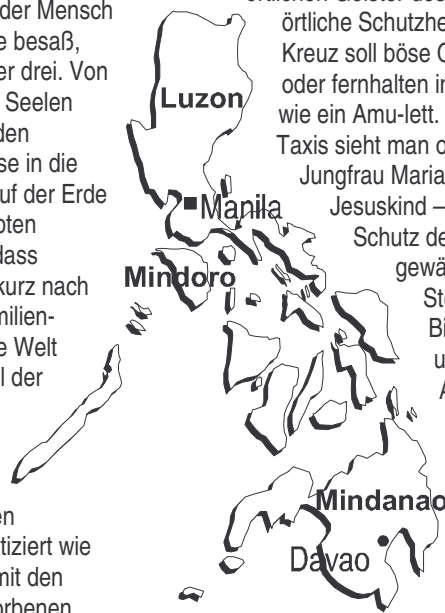 der Mensch
e besaß,
er drei. Von
Seelen
den
se in die
uf der Erde
oten
dass
kurz nach
milien-
e Welt
l der
en
tiziert wie
mit den
orbenen
örtliche Schutzhe
Kreuz soll böse G
oder fernhalten in
wie ein Amu-lett.
Taxis sieht man o
Jungfrau Maria
Jesuskind –
Schutz de
gewä
Ste
Bi
u
A
Luzon
Manila
Mindoro
Mindanao
Davao